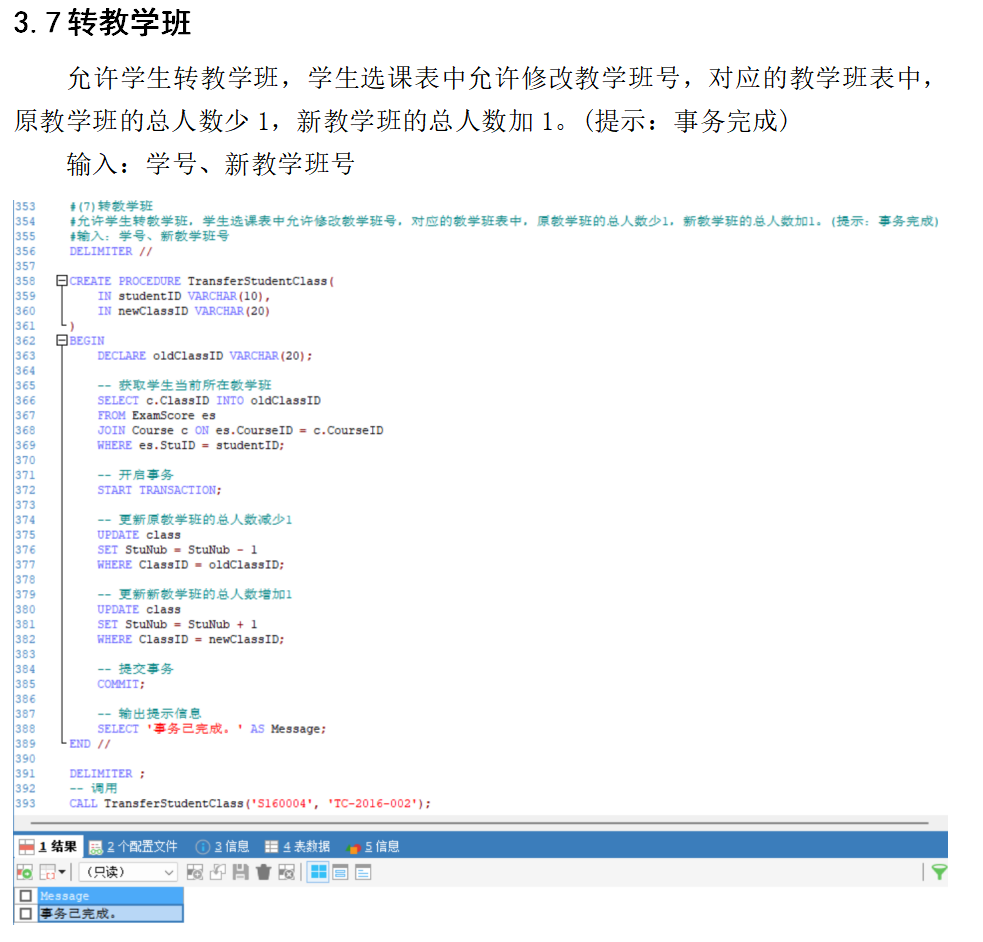 3.7转教学班
允许学生转教学班，学生选课表中允许修改教学班号，对应的教学班表中，
原教学班的总人数少 1，新教学班的总人数加 1。(提示：事务完成)
输入：学号、新教学班号
353 #(7)转教学班
354 #允许学生转教学班，学生选课表中允许修改教学班号，对应的教学班表中，原教学班的总人数少1，新教学班的总人数加1。(提示：事务完成)
355 #输入：学号、新教学班号
356 DELIMITER //
357
358 CREATE PROCEDURE TransferStudentClass(
359 IN studentID VARCHAR(10),
360 IN newClassID VARCHAR(20)
361 )
362 BEGIN
363 DECLARE oldClassID VARCHAR(20);
364
365 -- 获取学生当前所在教学班
366 SELECT c.ClassID INTO oldClassID
367 FROM ExamScore es
368 JOIN Course c ON es.CourseID = c.CourseID
369 WHERE es.StuID = studentID;
370
371 -- 开启事务
372 START TRANSACTION;
373
374 -- 更新原教学班的总人数减少1
375 UPDATE class
376 SET StuNub = StuNub - 1
377 WHERE ClassID = oldClassID;
378
379 -- 更新新教学班的总人数增加1
380 UPDATE class
381 SET StuNub = StuNub + 1
382 WHERE ClassID = newClassID;
383
384 -- 提交事务
385 COMMIT;
386
387 -- 输出提示信息
388 SELECT '事务已完成。' AS Message;
389 END //
390
391 DELIMITER ;
392 -- 调用
393 CALL TransferStudentClass('S160004', 'TC-2016-002');
1 结果 2 个配置文件 3 信息 4 表数据 5 信息
（只读）
Message
事务已完成。